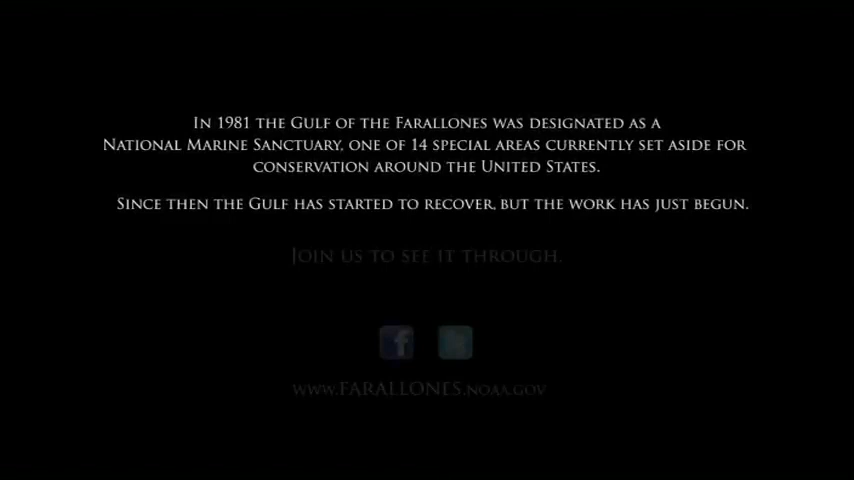 In 1981 the Gulf of the Farallones was designated as a
National Marine Sanctuary, one of 14 special areas currently set aside for
conservation around the United States.
Since then the Gulf has started to recover, but the work has just begun.
Join us to see it through.
f
www.FARALLONES.noaa.gov